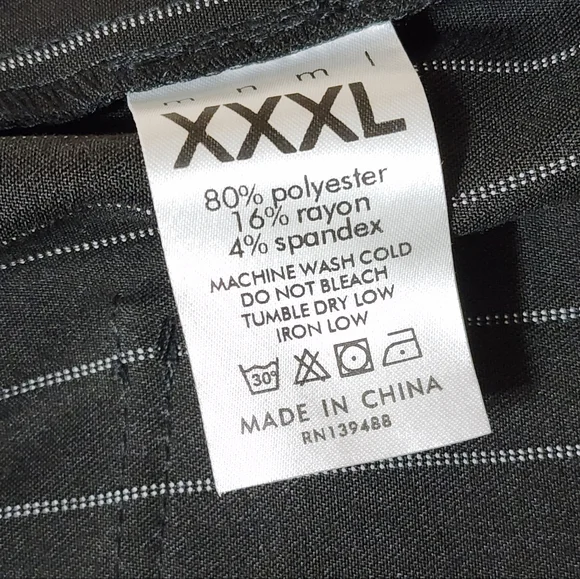 m n m l
XXXL
80% polyester
16% rayon
4% spandex
MACHINE WASH COLD
DO NOT BLEACH
TUMBLE DRY LOW
IRON LOW
30°
MADE IN CHINA
RN139488